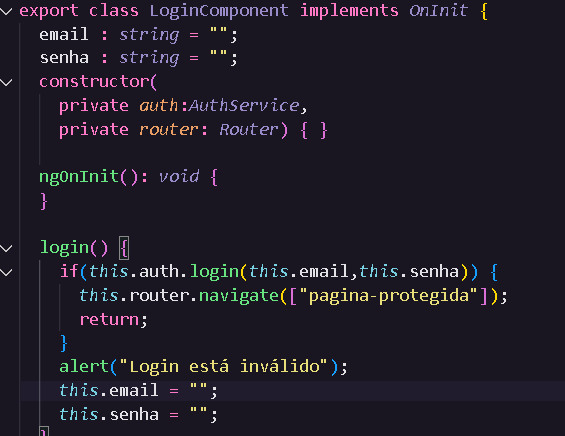 export class LoginComponent implements OnInit {
email : string = "";
senha : string = "";
constructor(
private auth:AuthService,
private router: Router) { }
ngOnInit(): void {
}
login() {
if(this.auth.login(this.email,this.senha)) {
this.router.navigate(["pagina-protegida"]);
return;
}
alert("Login está inválido");
this.email = "";
this.senha = "";
}